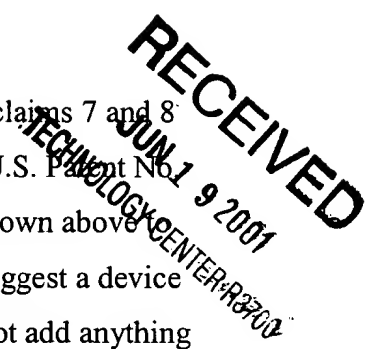 RECEIVED
JUN 19 2001
TECHNOLOGY CENTER R3700
claims 7 and 8
U.S. Patent No.
own above
ggest a device
ot add anything